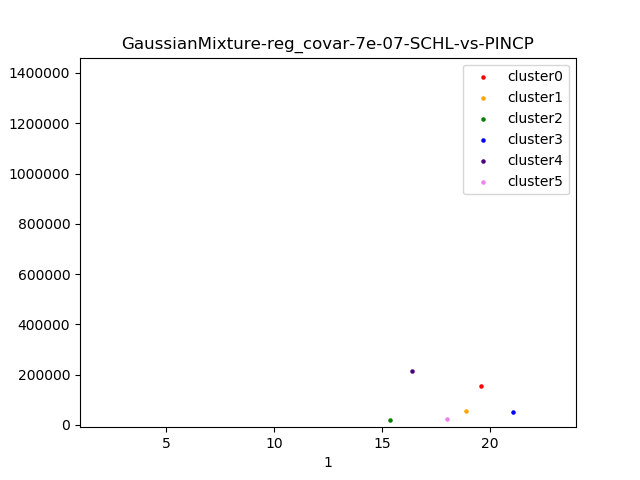 GaussianMixture-reg_covar-7e-07-SCHL-vs-PINCP
1400000
1200000
1000000
800000
600000
400000
200000
0
cluster0
cluster1
cluster2
cluster3
cluster4
cluster5
5 10 15 20
1